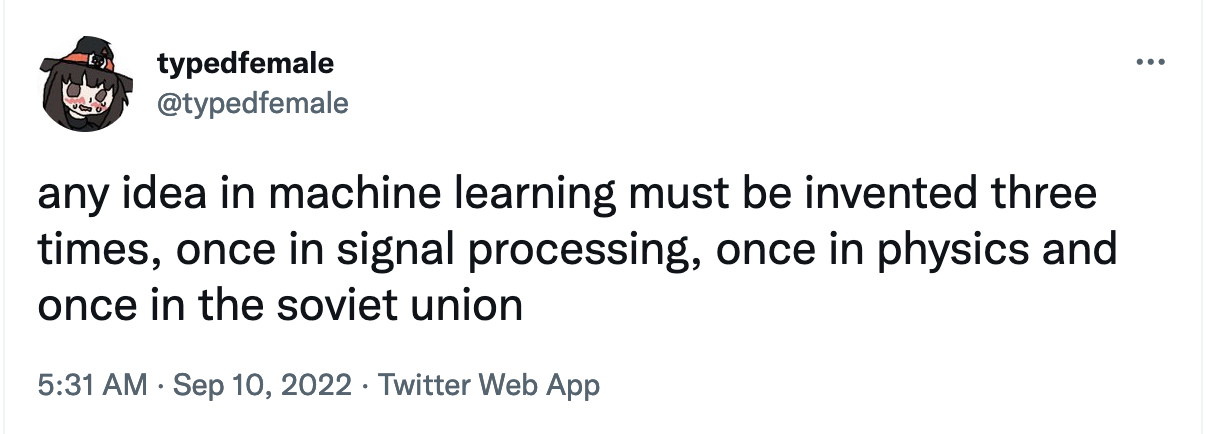 typedfemale
@typedfemale
any idea in machine learning must be invented three
times, once in signal processing, once in physics and
once in the soviet union
5:31 AM · Sep 10, 2022 · Twitter Web App